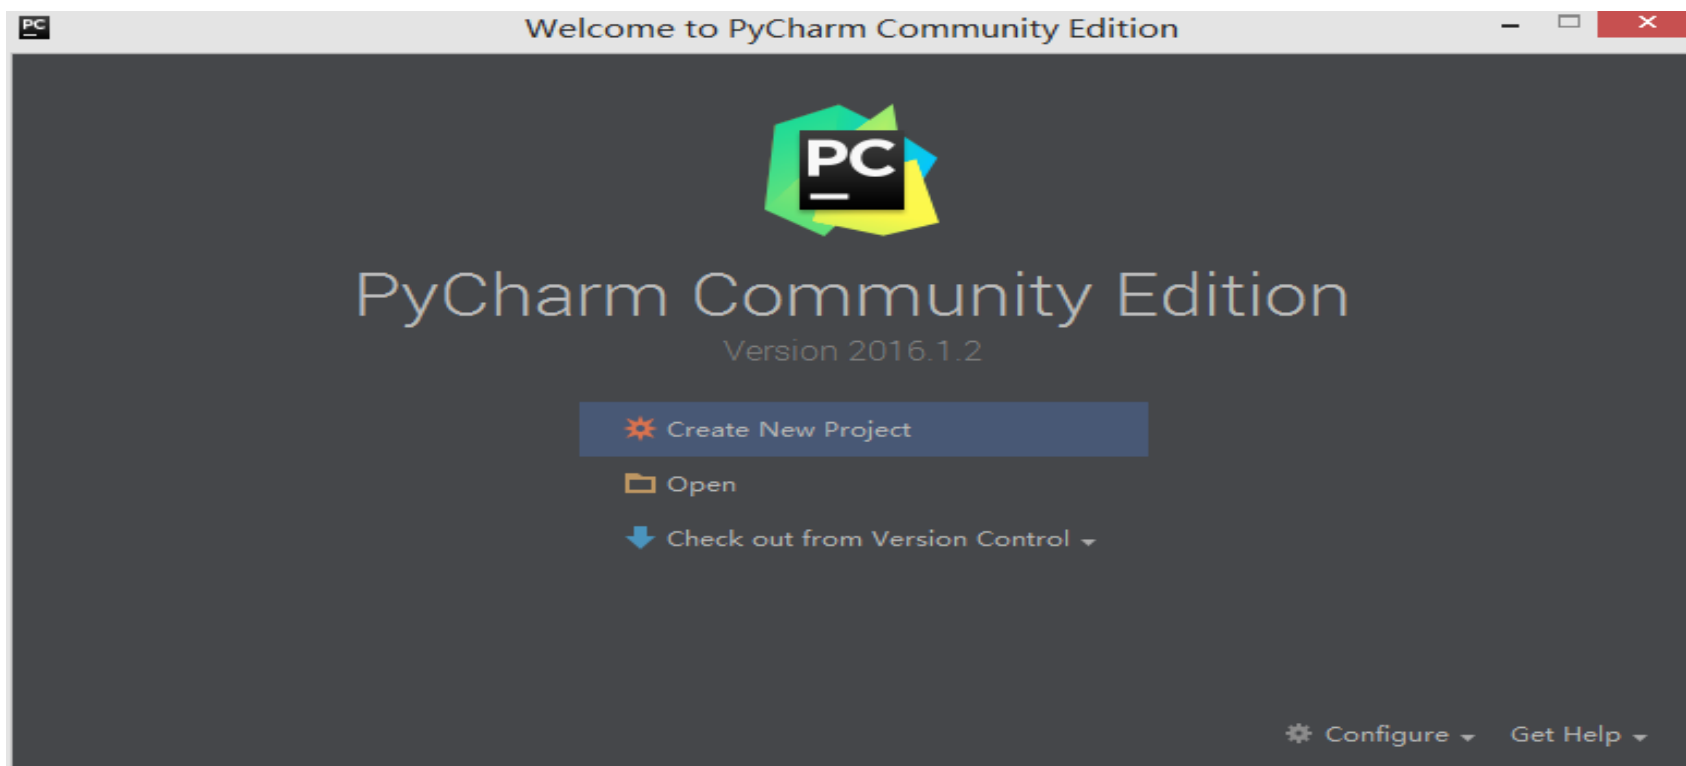 PC
Welcome to PyCharm Community Edition
PC
PyCharm Community Edition
Version 2016.1.2
Create New Project
Open
Check out from Version Control
Configure Get Help